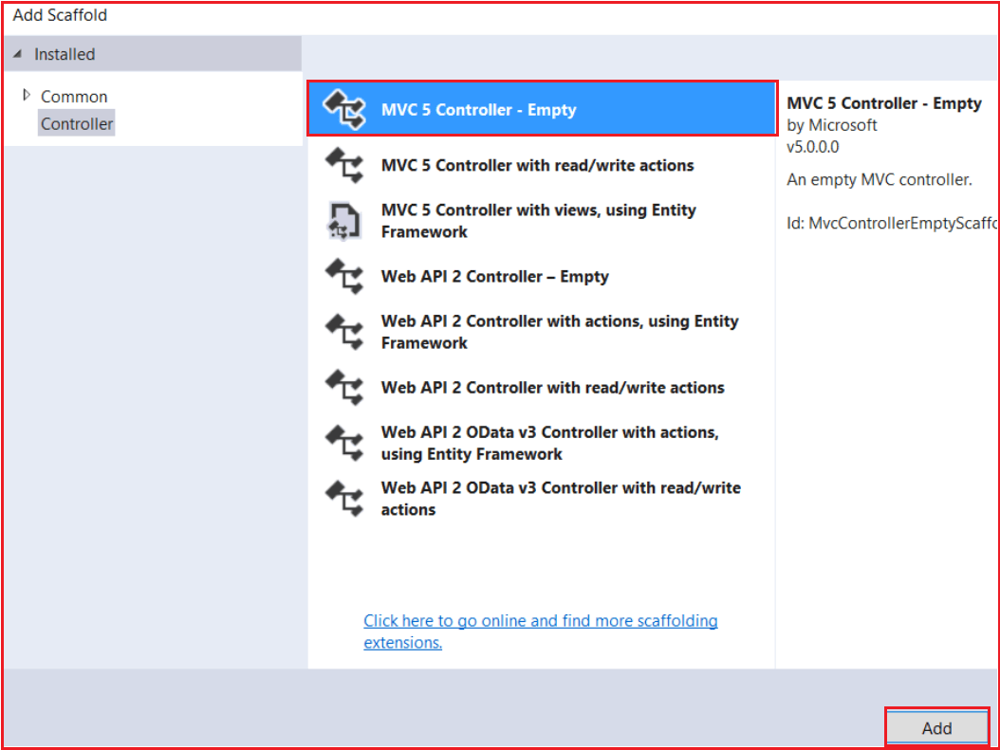 Add Scaffold
Installed
Common
Controller
MVC 5 Controller - Empty
MVC 5 Controller with read/write actions
MVC 5 Controller with views, using Entity
Framework
Web API 2 Controller – Empty
Web API 2 Controller with actions, using Entity
Framework
Web API 2 Controller with read/write actions
Web API 2 OData v3 Controller with actions,
using Entity Framework
Web API 2 OData v3 Controller with read/write
actions
Click here to go online and find more scaffolding
extensions.
MVC 5 Controller - Empty
by Microsoft
v5.0.0.0
An empty MVC controller.
Id: MvcControllerEmptyScaffo
Add